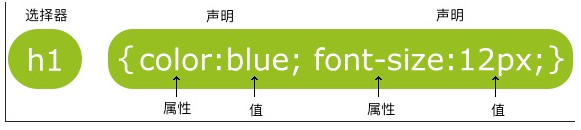 选择器 声明 声明
h1 {color:blue; font-size:12px;}
属性 值 属性 值